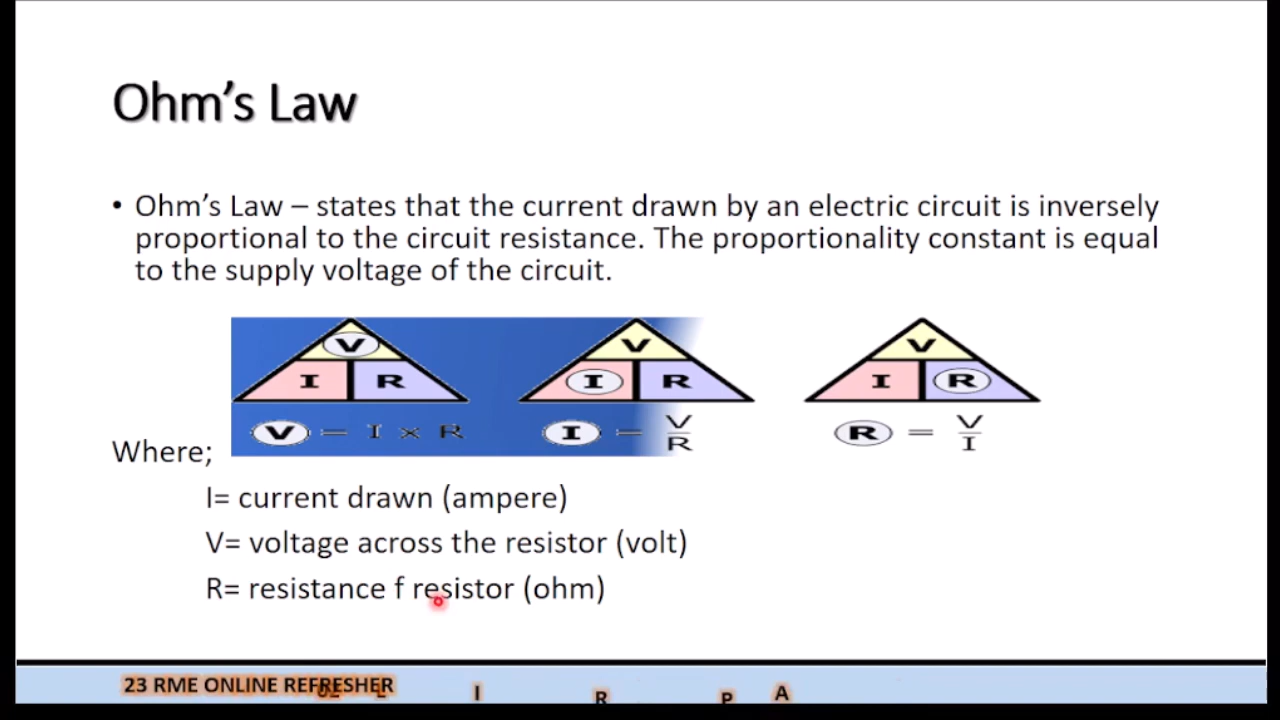 Ohm's Law
• Ohm's Law – states that the current drawn by an electric circuit is inversely
proportional to the circuit resistance. The proportionality constant is equal
to the supply voltage of the circuit.
V
I R
V = I × R
V
I R
I = V/R
V
I R
R = V/I
Where;
I= current drawn (ampere)
V= voltage across the resistor (volt)
R= resistance f resistor (ohm)
23 RME ONLINE REFRESHER
I R P A